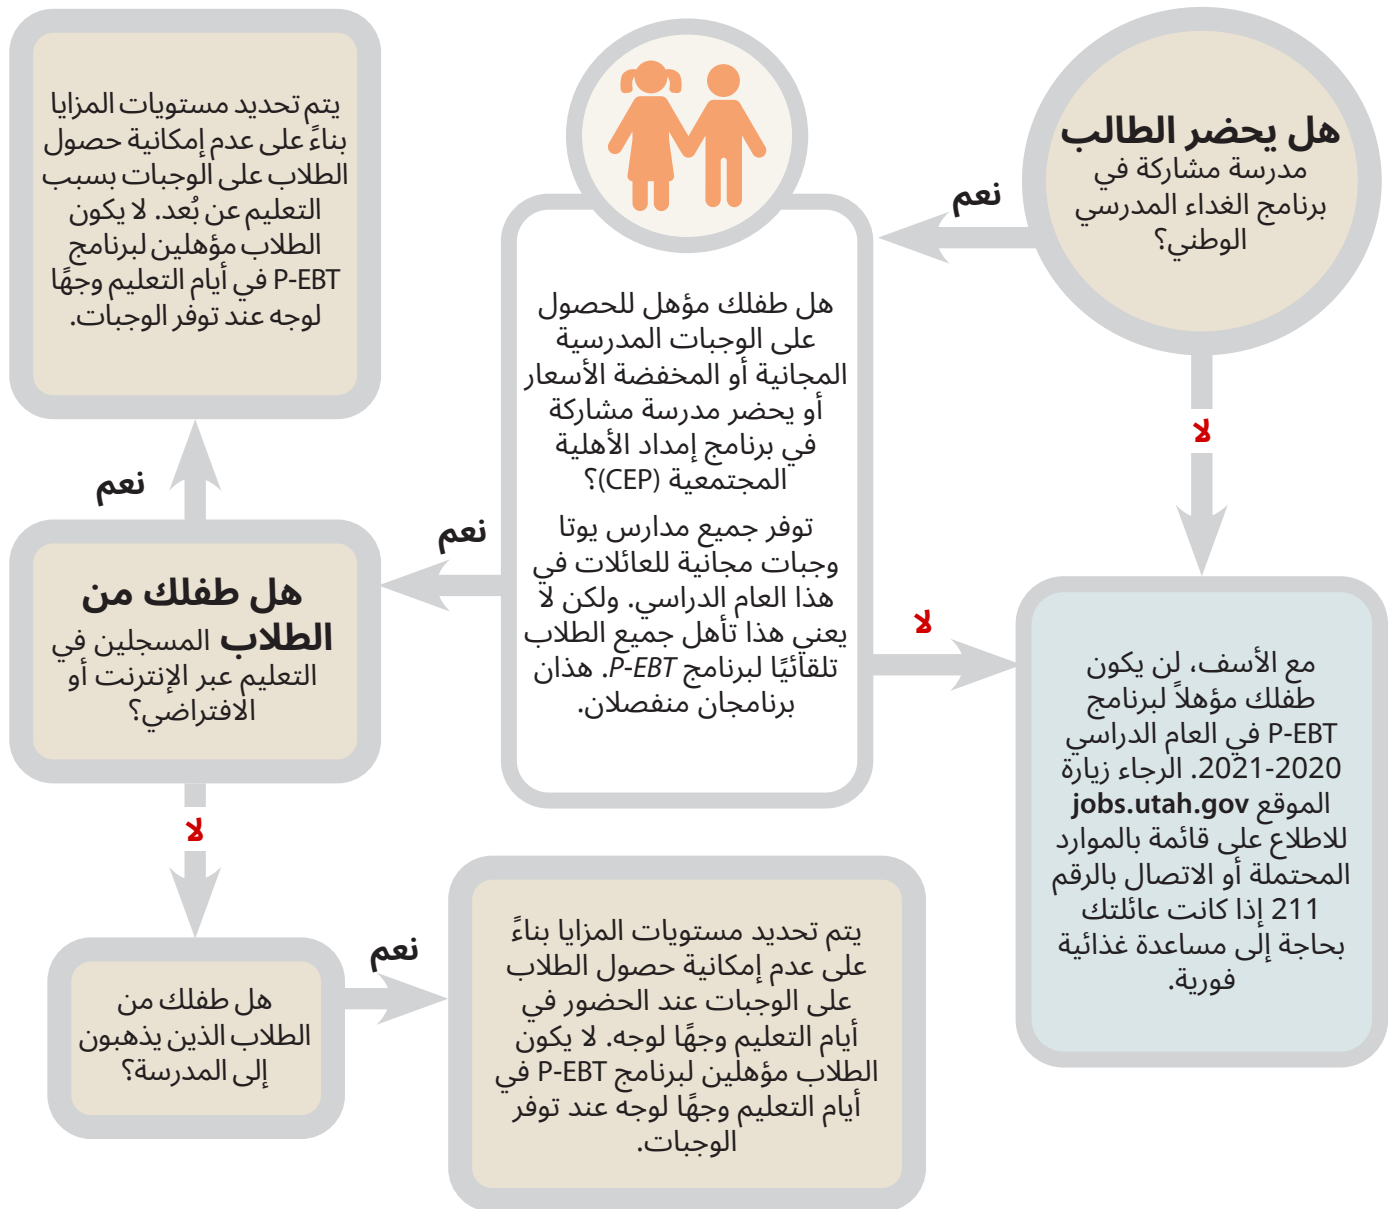 هل يحضر الطالب
مدرسة مشاركة في
برنامج الغداء المدرسي
الوطني؟
نعم
لا
هل طفلك مؤهل للحصول
على الوجبات المدرسية
المجانية أو المخفضة الأسعار
أو يحضر مدرسة مشاركة
في برنامج إمداد الأهلية
المجتمعية (CEP)؟
توفر جميع مدارس يوتا
وجبات مجانية للعائلات في
هذا العام الدراسي. ولكن لا
يعني هذا تأهل جميع الطلاب
تلقائيًا لبرنامج P-EBT. هذان
برنامجان منفصلان.
لا
مع الأسف، لن يكون
طفلك مؤهلاً لبرنامج
P-EBT في العام الدراسي
2020-2021. الرجاء زيارة
الموقع jobs.utah.gov
للاطلاع على قائمة بالموارد
المحتملة أو الاتصال بالرقم
211 إذا كانت عائلتك
بحاجة إلى مساعدة غذائية
فورية.
نعم
هل طفلك من
الطلاب المسجلين في
التعليم عبر الإنترنت أو
الافتراضي؟
نعم
يتم تحديد مستويات المزايا
بناءً على عدم إمكانية حصول
الطلاب على الوجبات بسبب
التعليم عن بُعد. لا يكون
الطلاب مؤهلين لبرنامج
P-EBT في أيام التعليم وجهًا
لوجه عند توفر الوجبات.
لا
هل طفلك من
الطلاب الذين يذهبون
إلى المدرسة؟
نعم
يتم تحديد مستويات المزايا بناءً
على عدم إمكانية حصول الطلاب
على الوجبات عند الحضور في
أيام التعليم وجهًا لوجه. لا يكون
الطلاب مؤهلين لبرنامج P-EBT في
أيام التعليم وجهًا لوجه عند توفر
الوجبات.